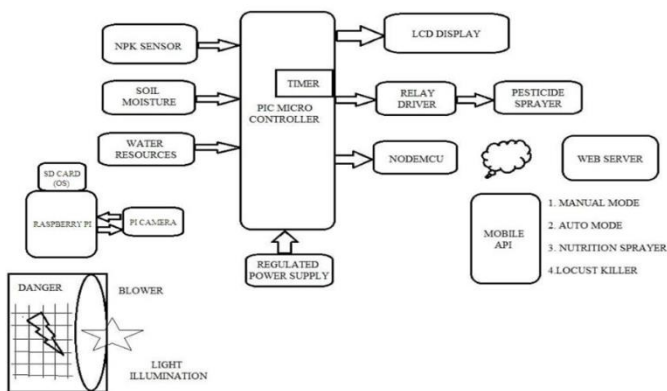 NPK SENSOR
SOIL
MOISTURE
WATER
RESOURCES
TIMER
PIC MICRO
CONTROLLER
LCD DISPLAY
RELAY
DRIVER
PESTICIDE
SPRAYER
NODEMCU
WEB SERVER
SD CARD
(OS)
RASPBERRY PI
PI CAMERA
REGULATED
POWER SUPPLY
MOBILE
API
1. MANUAL MODE
2. AUTO MODE
3. NUTRITION SPRAYER
4.LOCUST KILLER
DANGER
BLOWER
LIGHT
ILLUMINATION